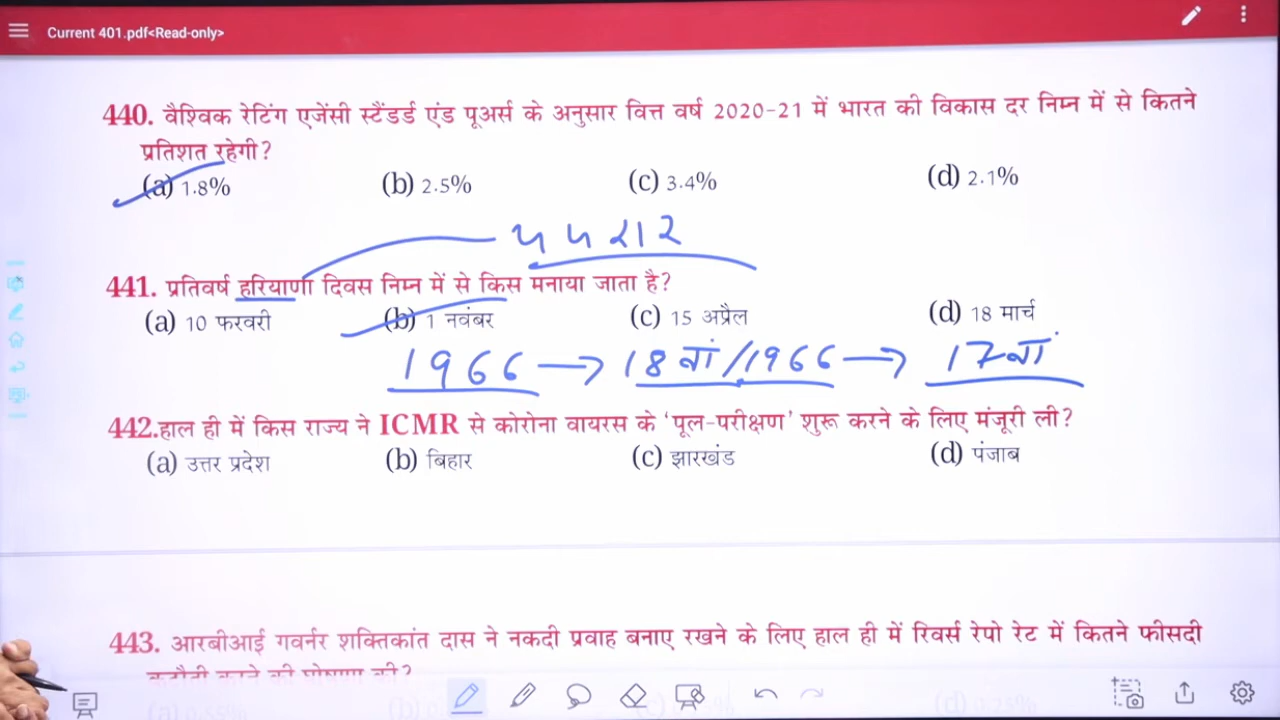 Current 401.pdf<Read-only>
440. वैश्विक रेटिंग एजेंसी स्टैंडर्ड एंड पूअर्स के अनुसार वित्त वर्ष 2020-21 में भारत की विकास दर निम्न में से कितने
प्रतिशत रहेगी?
(a) 1.8% (b) 2.5% (c) 3.4% (d) 2.1%
441. प्रतिवर्ष हरियाणा दिवस निम्न में से किस मनाया जाता है?
(a) 10 फरवरी (b) 1 नवंबर (c) 15 अप्रैल (d) 18 मार्च
1966 → 18वां/1966 → 17वां
442.हाल ही में किस राज्य ने ICMR से कोरोना वायरस के 'पूल-परीक्षण' शुरू करने के लिए मंजूरी ली?
(a) उत्तर प्रदेश (b) बिहार (c) झारखंड (d) पंजाब
443. आरबीआई गवर्नर शक्तिकांत दास ने नकदी प्रवाह बनाए रखने के लिए हाल ही में रिवर्स रेपो रेट में कितने फीसदी
कटौती करने की घोषणा की?